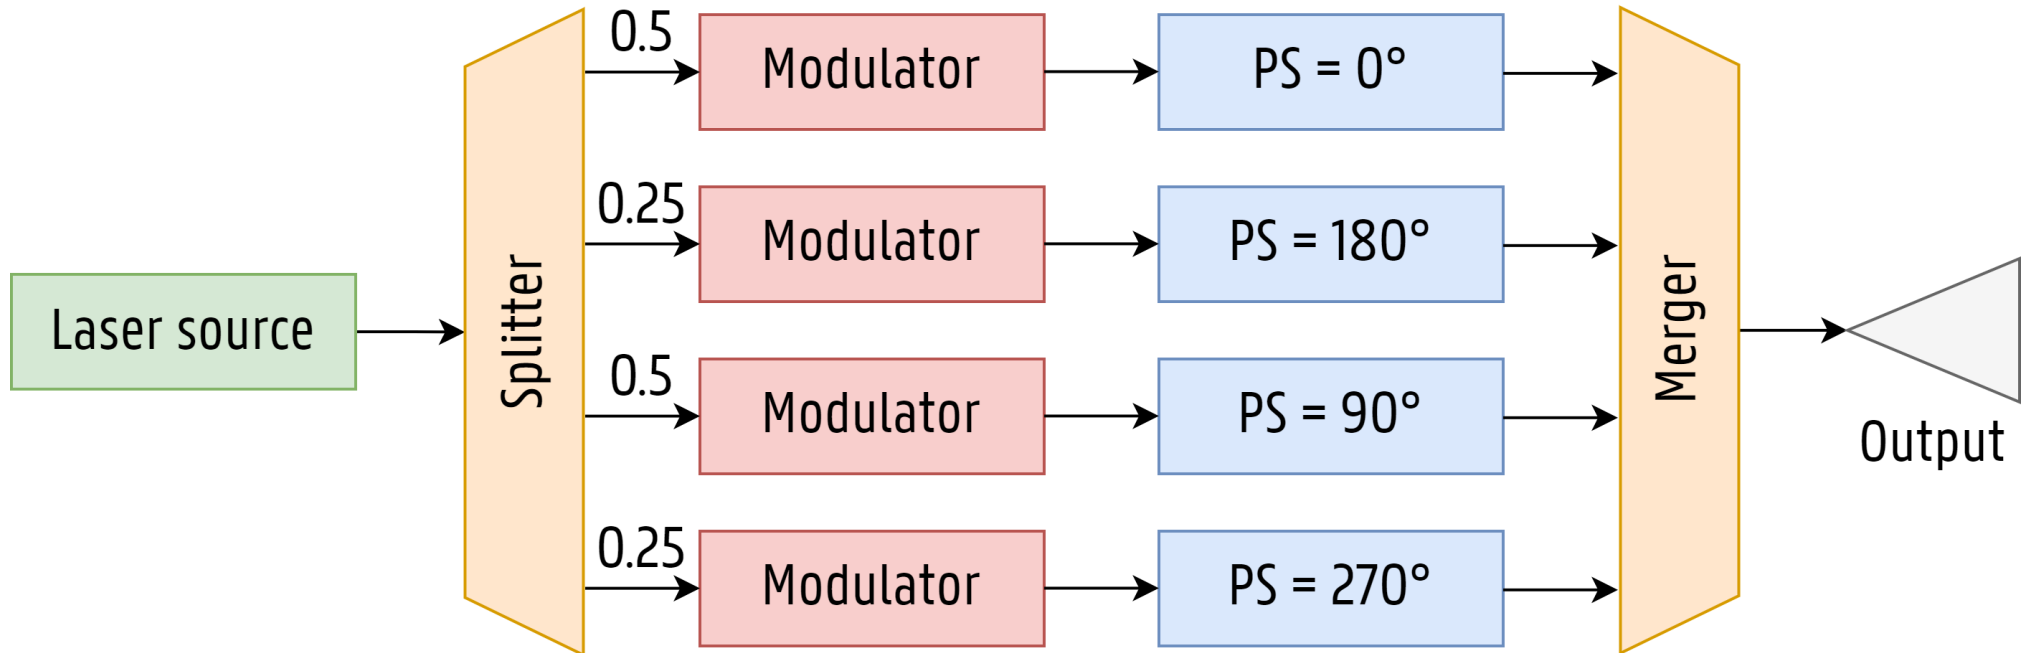 Laser source
Splitter
0.5
Modulator
PS = 0°
0.25
Modulator
PS = 180°
0.5
Modulator
PS = 90°
0.25
Modulator
PS = 270°
Merger
Output